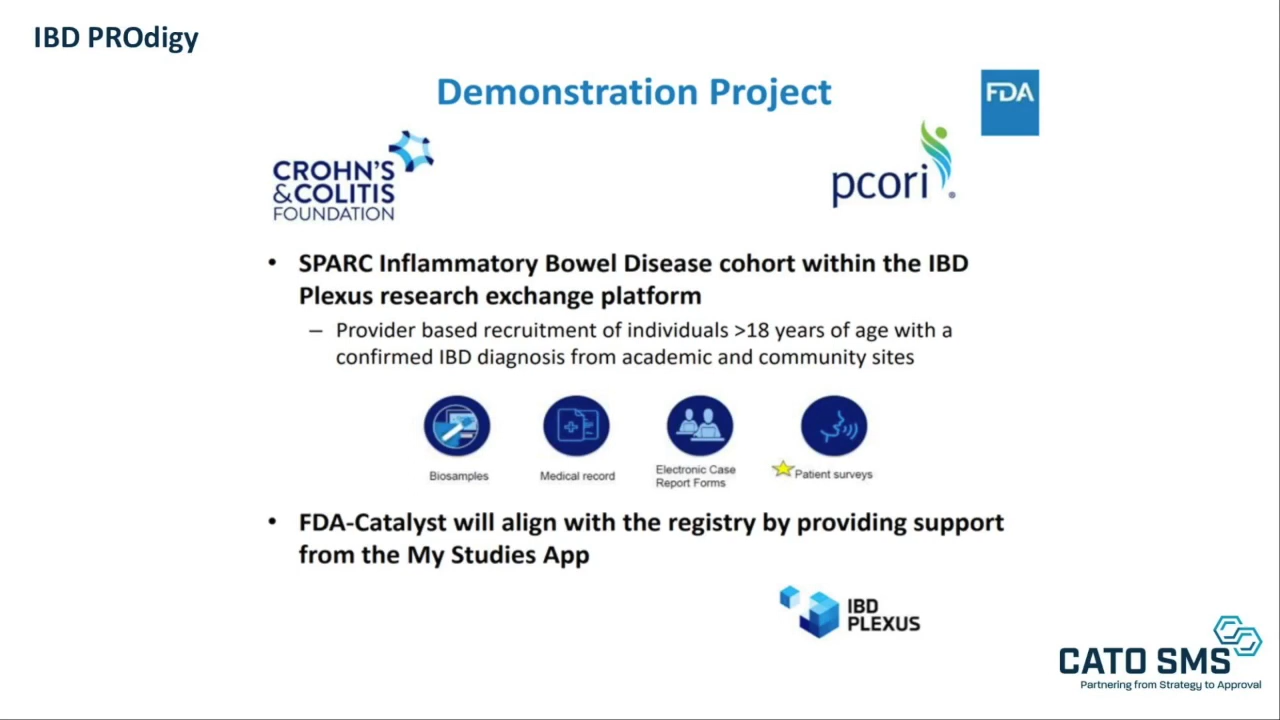 IBD PROdigy
Demonstration Project
FDA
CROHN'S
&COLITIS
FOUNDATION
pcori
• SPARC Inflammatory Bowel Disease cohort within the IBD
Plexus research exchange platform
– Provider based recruitment of individuals >18 years of age with a
confirmed IBD diagnosis from academic and community sites
Biosamples
Medical record
Electronic Case
Report Forms
Patient surveys
• FDA-Catalyst will align with the registry by providing support
from the My Studies App
IBD
PLEXUS
CATO SMS
Partnering from Strategy to Approval